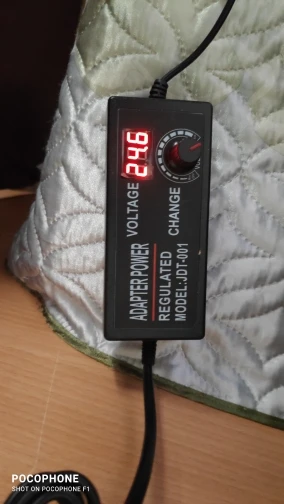 24.6
VOLTAGE
CHANGE
ADAPTER POWER
REGULATED
MODEL:JDT-001
POCOPHONE
SHOT ON POCOPHONE F1